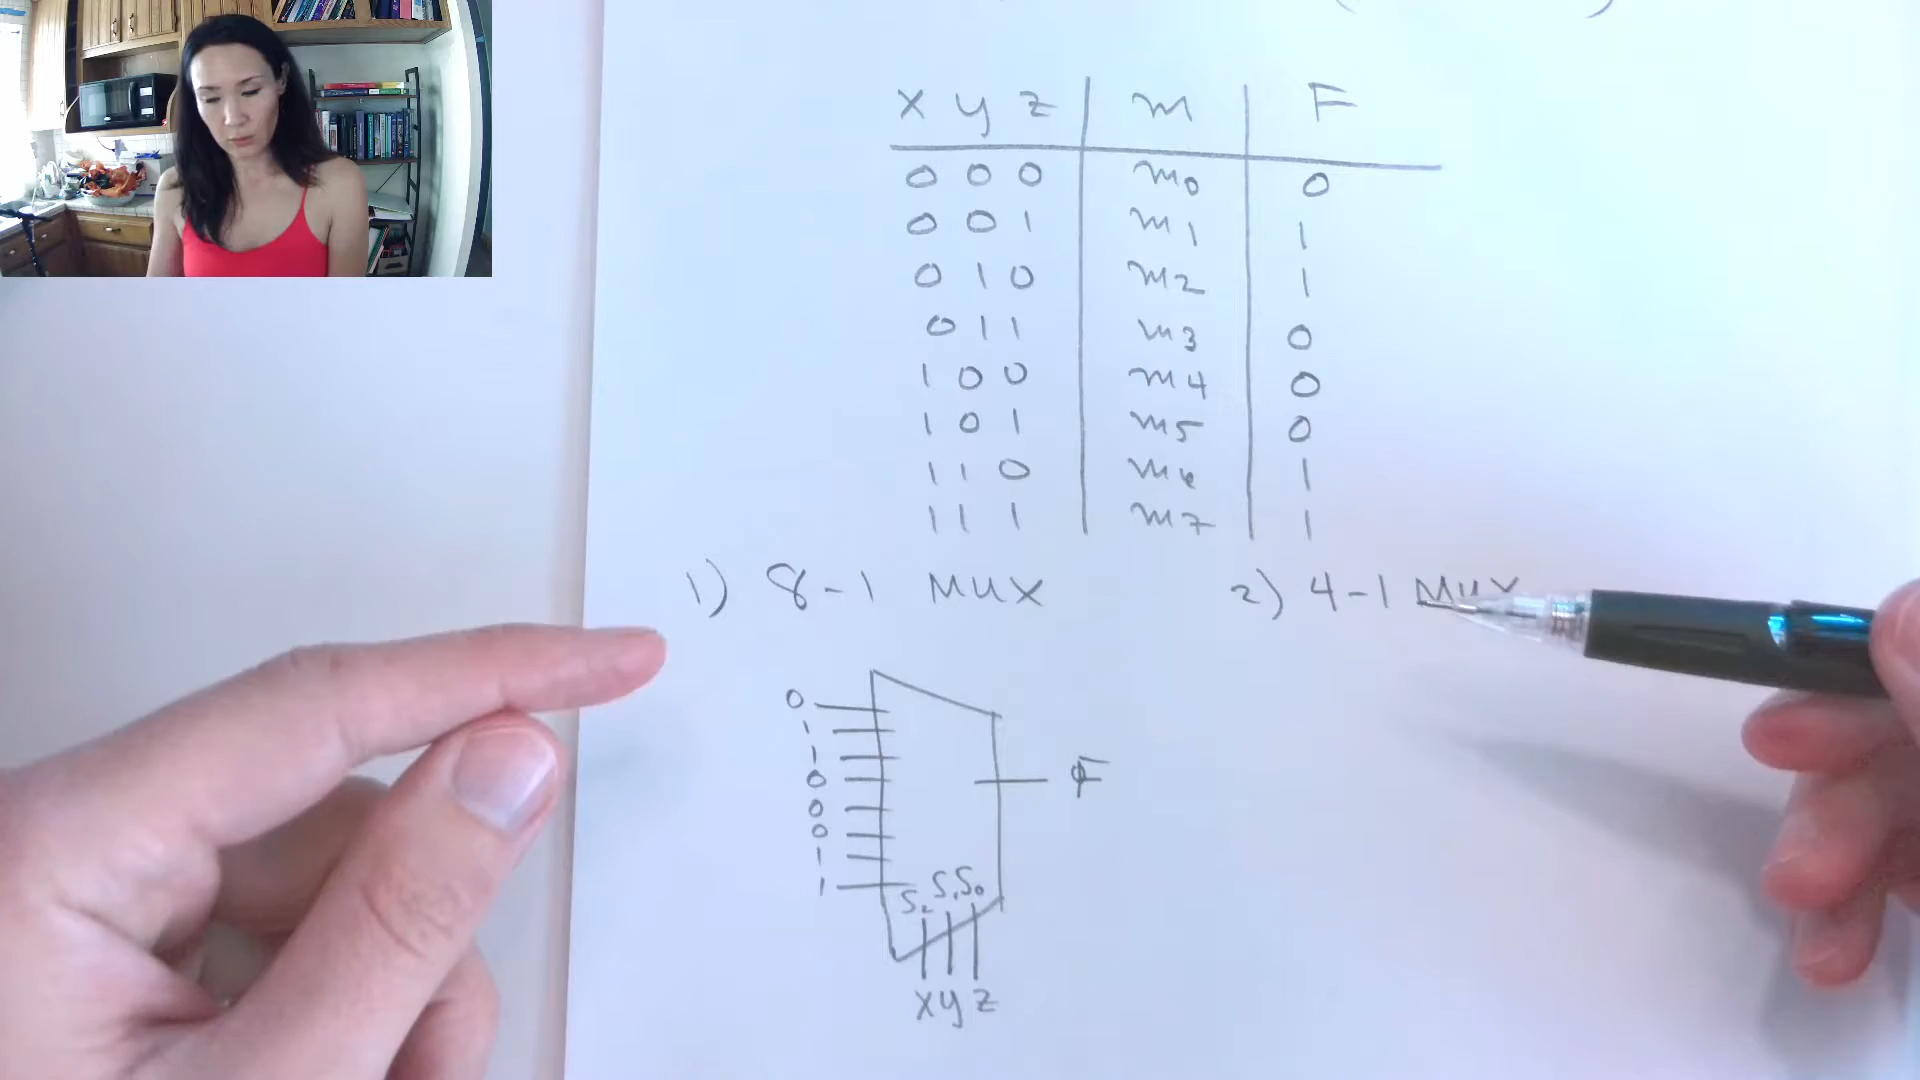 x y z m F
0 0 0 m0 0
0 0 1 m1 1
0 1 0 m2 1
0 1 1 m3 0
1 0 0 m4 0
1 0 1 m5 0
1 1 0 m6 1
1 1 1 m7 1
1) 8-1 MUX
2) 4-1 MUX
0
1
1
0
0
0
1
1
F
S2 S1 S0
x y z